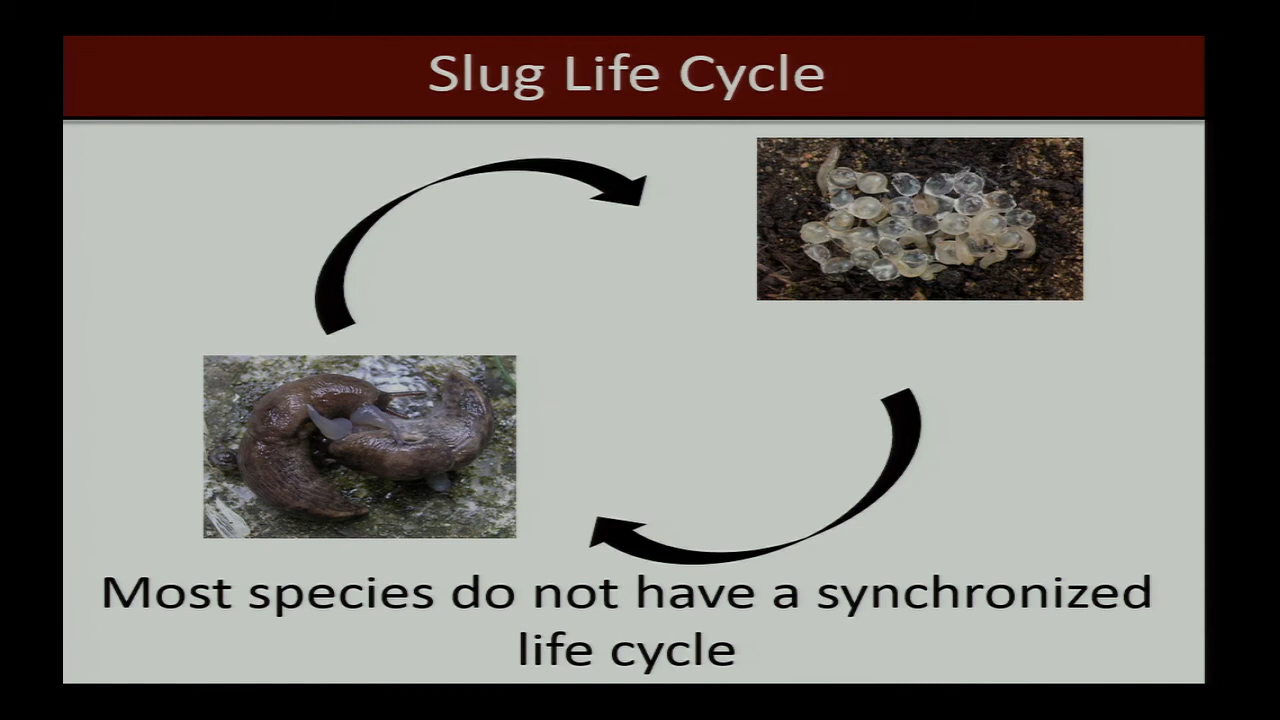 Slug Life Cycle
Most species do not have a synchronized
life cycle